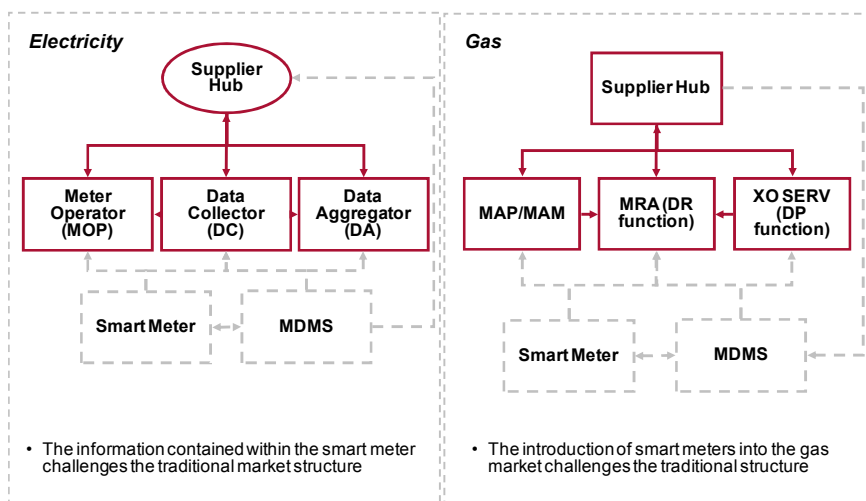 Electricity
Supplier
Hub
Meter
Operator
(MOP)
Data
Collector
(DC)
Data
Aggregator
(DA)
Smart Meter
MDMS
• The information contained within the smart meter
challenges the traditional market structure
Gas
Supplier Hub
MAP/MAM
MRA (DR
function)
XO SERV
(DP
function)
Smart Meter
MDMS
• The introduction of smart meters into the gas
market challenges the traditional structure